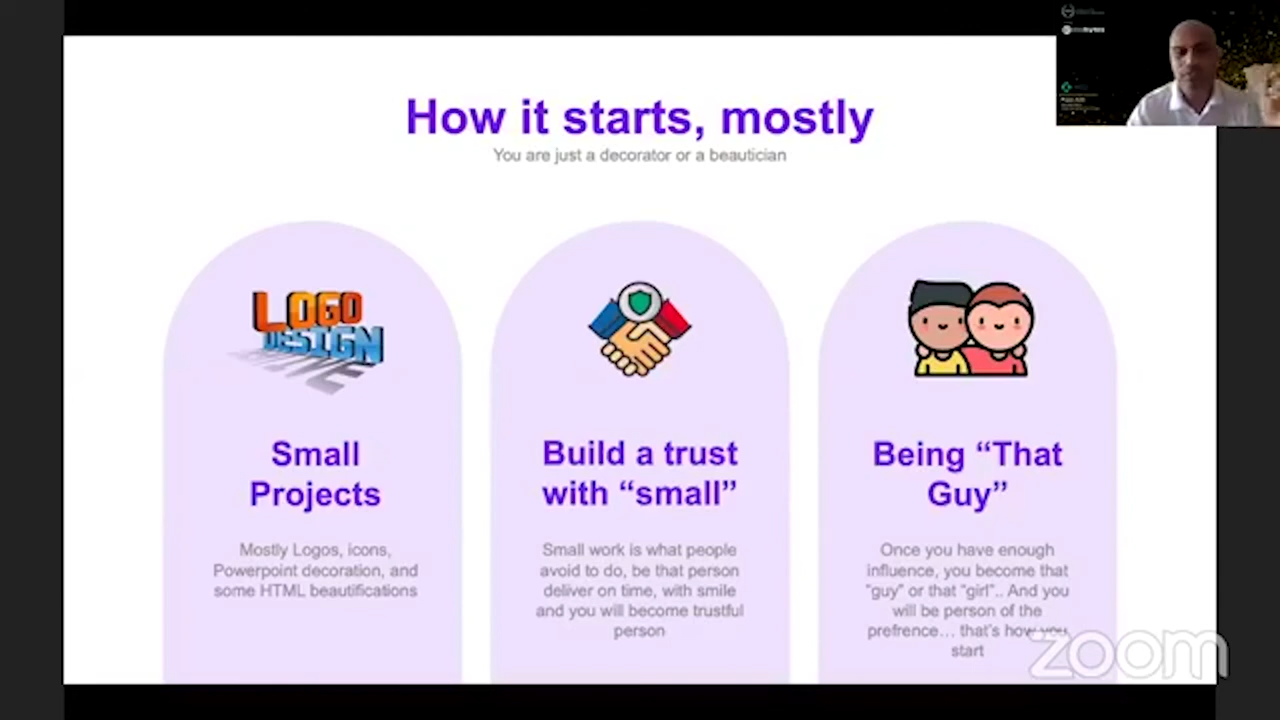 How it starts, mostly
You are just a decorator or a beautician
LOGO
DESIGN
Small
Projects
Mostly Logos, icons,
Powerpoint decoration, and
some HTML beautifications
Build a trust
with “small”
Small work is what people
avoid to do, be that person
deliver on time, with smile
and you will become trustful
person
Being “That
Guy”
Once you have enough
influence, you become that
“guy” or that “girl”.. And you
will be person of the
prefrence... that’s how you
start
zoom